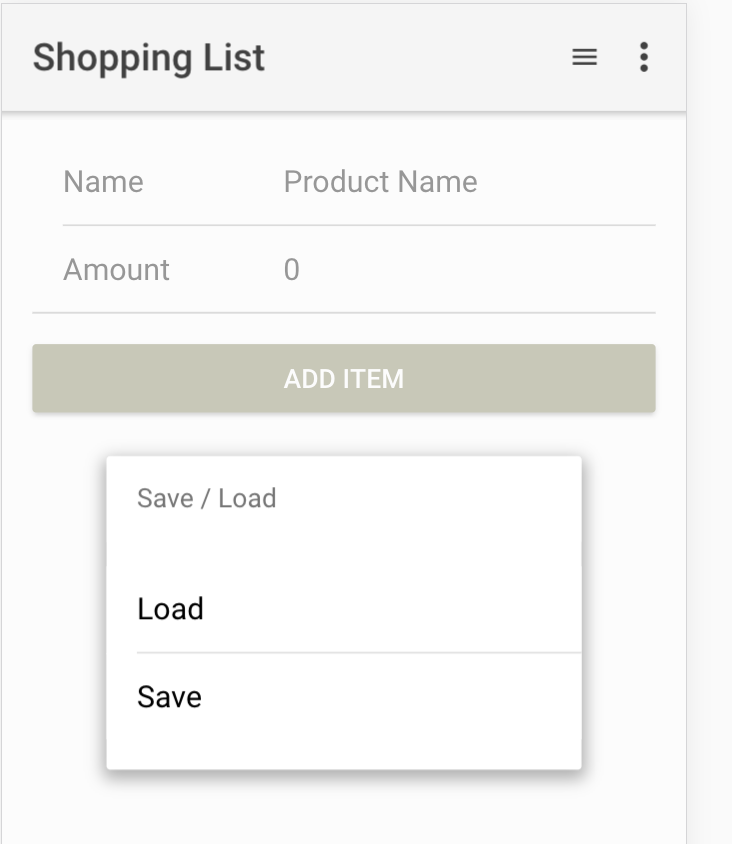 Shopping List
Name Product Name
Amount 0
ADD ITEM
Save / Load
Load
Save